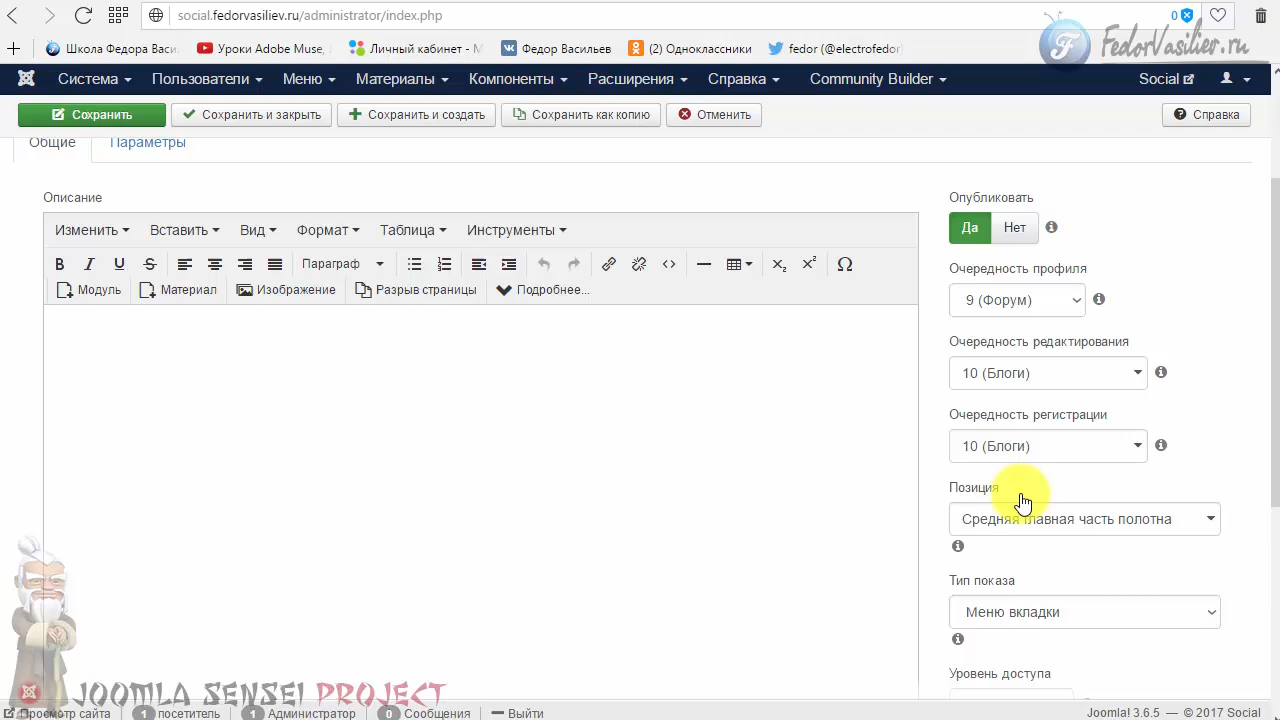 social.fedorvasiliev.ru/administrator/index.php
0
Школа Федора Васи
Уроки Adobe Muse,
Личный кабинет - М
Федор Васильев
(2) Одноклассники
fedor (@electrofedor
FedorVasiliev.ru
Система
Пользователи
Меню
Материалы
Компоненты
Расширения
Справка
Community Builder
Social
Сохранить
Сохранить и закрыть
Сохранить и создать
Сохранить как копию
Отменить
Справка
Общие
Параметры
Описание
Изменить
Вставить
Вид
Формат
Таблица
Инструменты
Параграф
Модуль
Материал
Изображение
Разрыв страницы
Подробнее...
Опубликовать
Да
Нет
Очередность профиля
9 (Форум)
Очередность редактирования
10 (Блоги)
Очередность регистрации
10 (Блоги)
Позиция
Средняя главная часть полотна
Тип показа
Меню вкладки
Уровень доступа
JOOMLA SENSEI PROJECT
Просмотр сайта
1 посетитель
1 Администратор
0 Сообщения
Выйти
Joomla! 3.6.5 — © 2017 Social